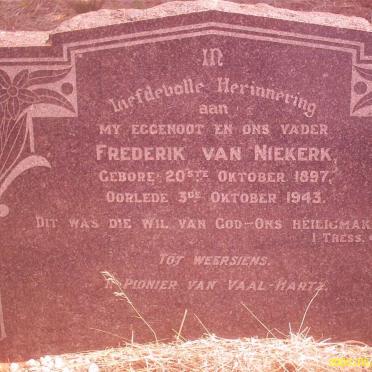 In
Liefdevolle Herinnering
aan
MY EGGENOOT EN ONS VADER
FREDERIK VAN NIEKERK,
GEBORE 20STE OKTOBER 1897,
OORLEDE 3DE OKTOBER 1943.
DIT WAS DIE WIL VAN GOD-ONS HEILIGMAK
I TRESS.
TOT WEERSIENS.
PIONIER VAN VAAL-HARTZ.